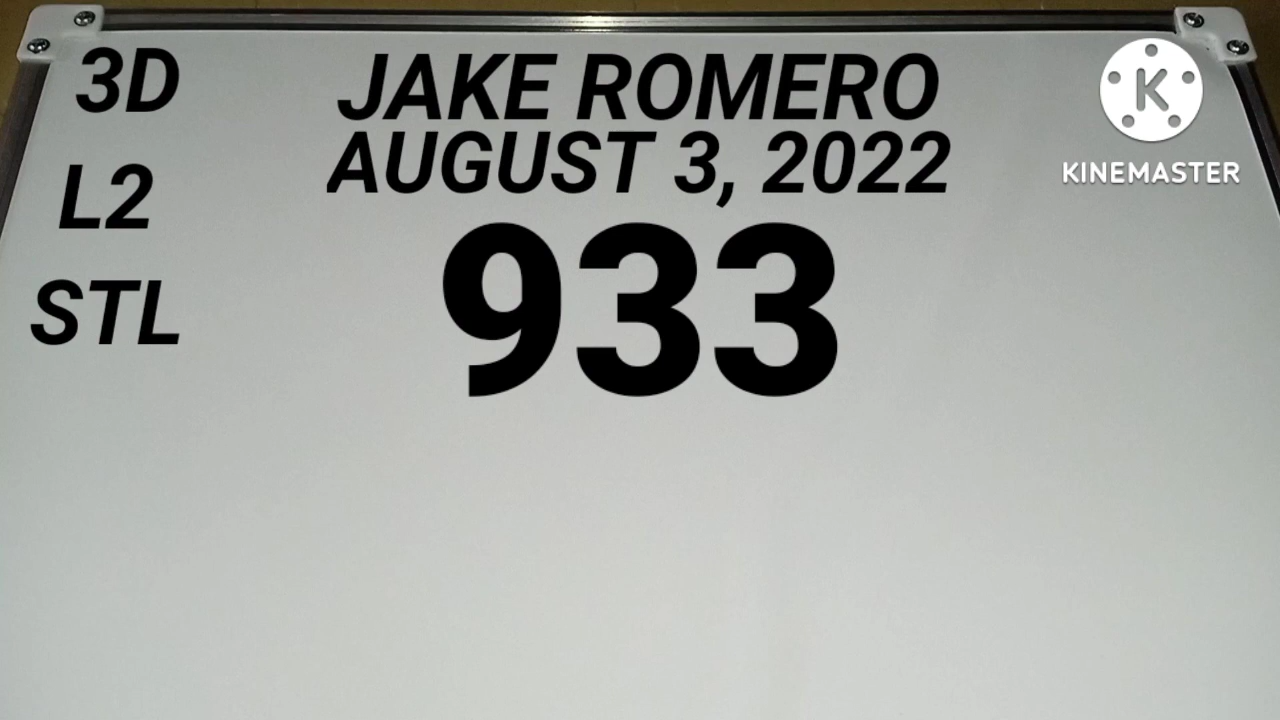 3D
JAKE ROMERO
AUGUST 3, 2022
L2
933
STL
K
KINEMASTER